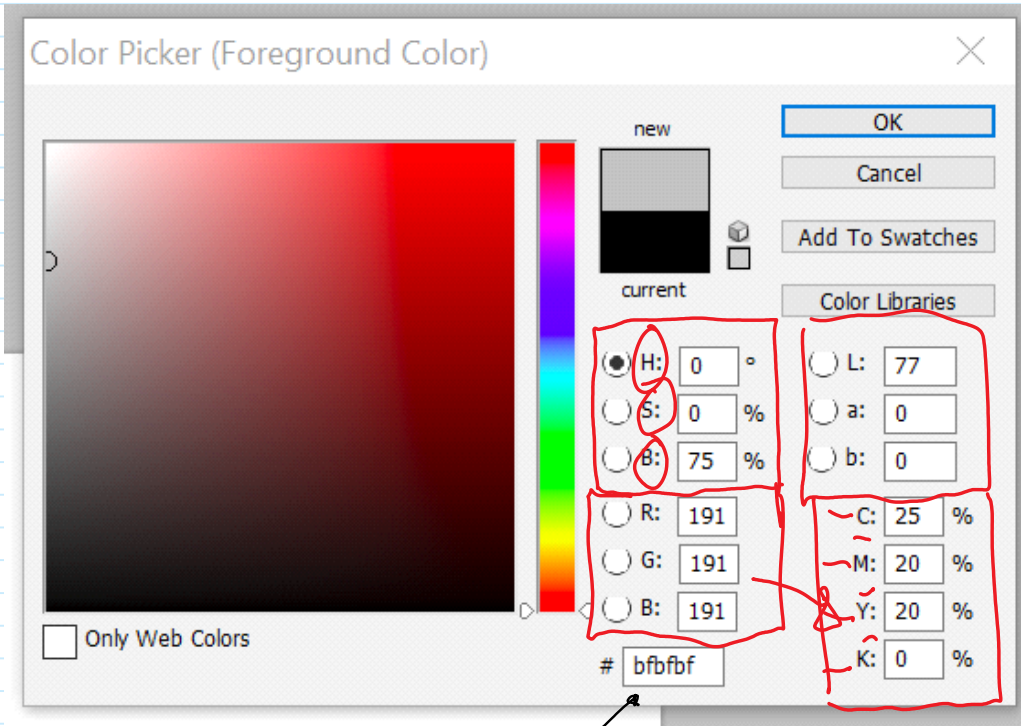 Color Picker (Foreground Color)
new
OK
Cancel
Add To Swatches
current
Color Libraries
H: 0 °
S: 0 %
B: 75 %
L: 77
a: 0
b: 0
R: 191
G: 191
B: 191
C: 25 %
M: 20 %
Y: 20 %
K: 0 %
Only Web Colors
# bfbfbf